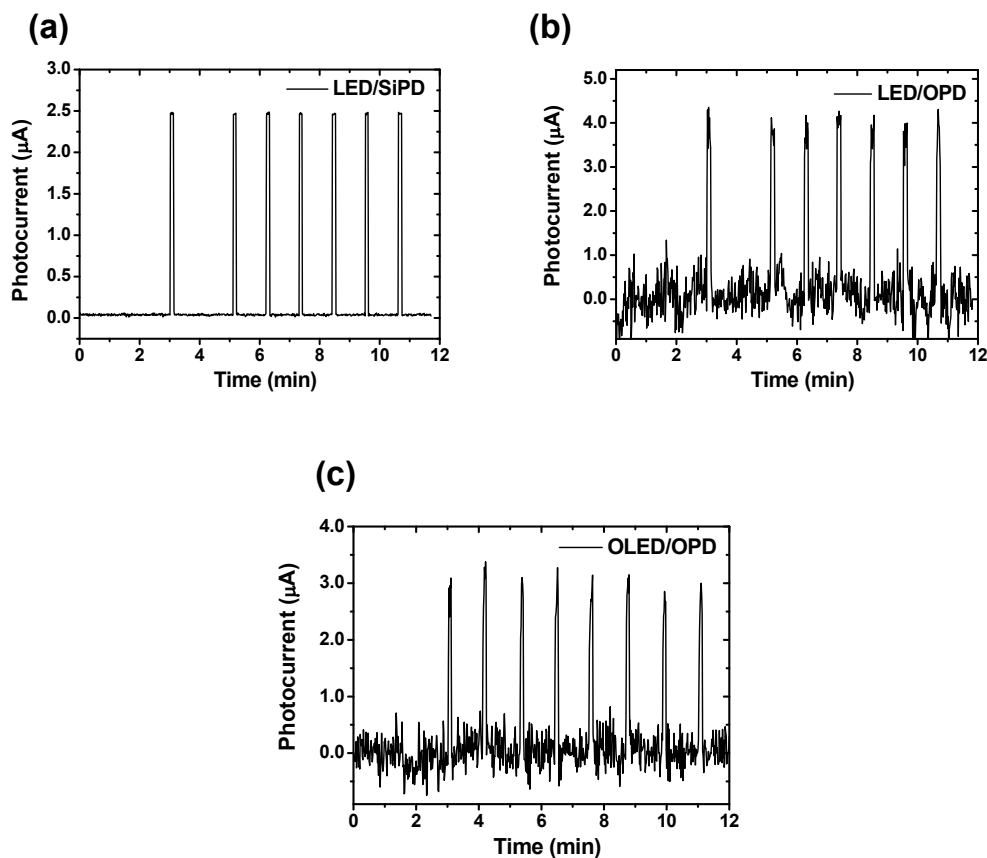 (a)
3.0
2.5
2.0
1.5
1.0
0.5
0.0
Photocurrent (μA)
LED/SiPD
0 2 4 6 8 10 12
Time (min)
(b)
5.0
4.0
3.0
2.0
1.0
0.0
Photocurrent (μA)
LED/OPD
0 2 4 6 8 10 12
Time (min)
(c)
4.0
3.0
2.0
1.0
0.0
Photocurrent (μA)
OLED/OPD
0 2 4 6 8 10 12
Time (min)